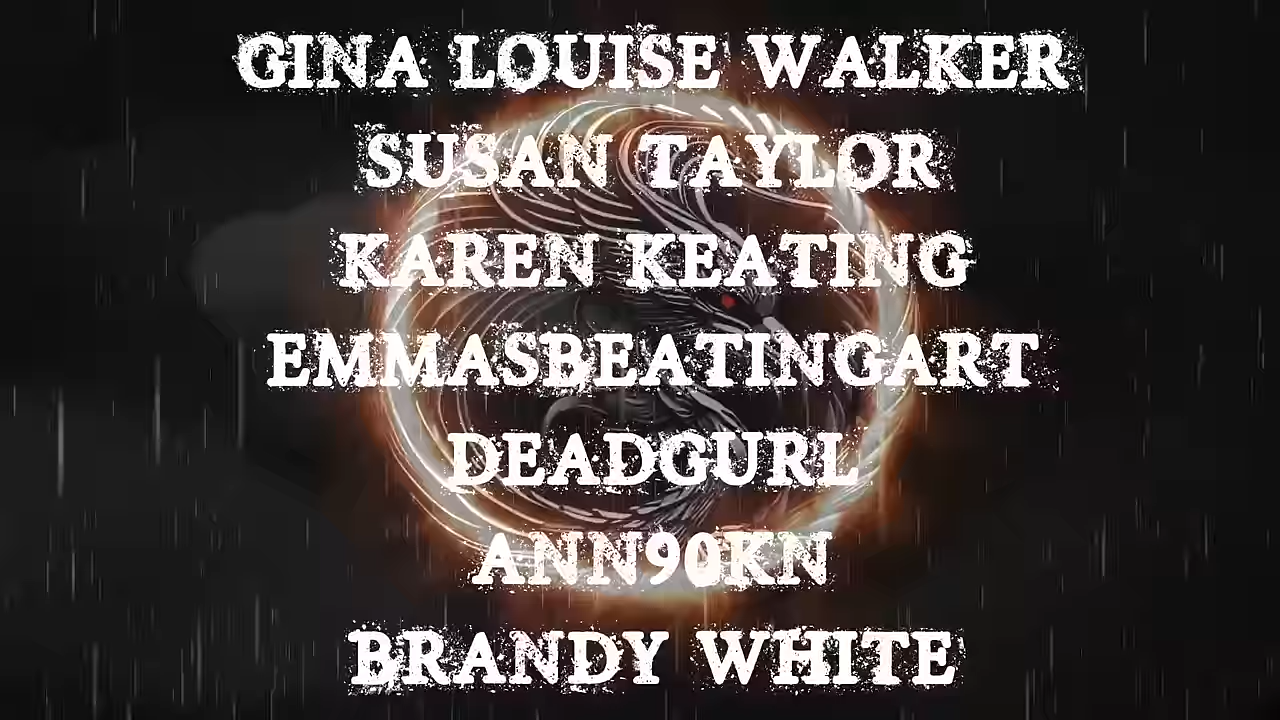 GINA LOUISE WALKER
SUSAN TAYLOR
KAREN KEATING
EMMASBEATINGART
DEADGURL
ANN90KN
BRANDY WHITE